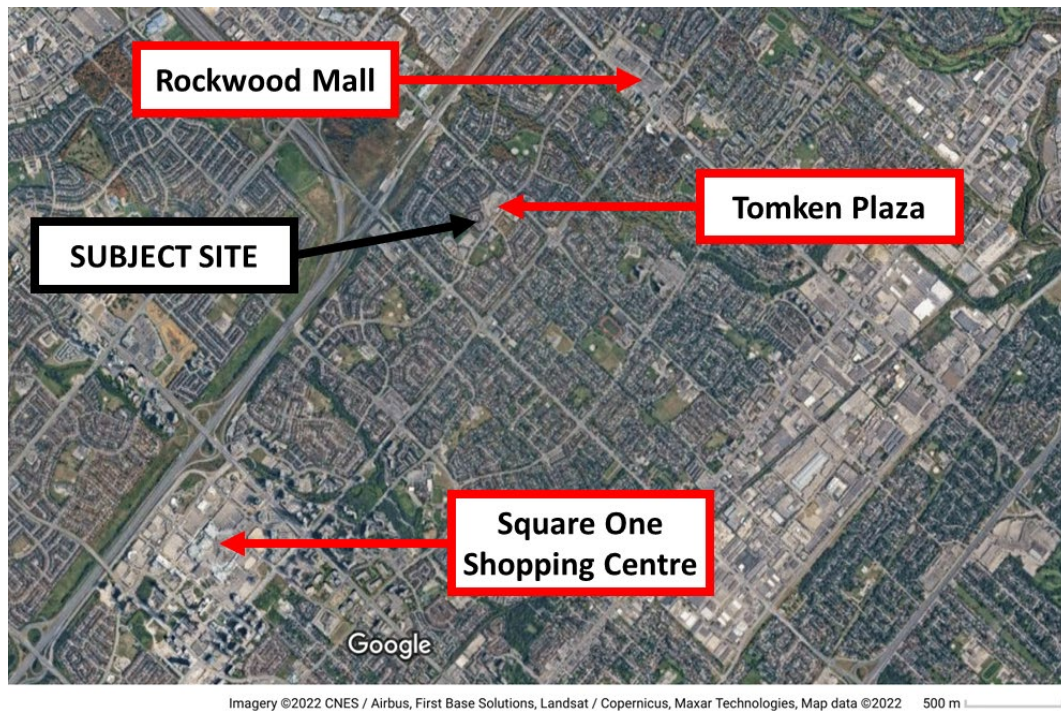 Rockwood Mall
Tomken Plaza
SUBJECT SITE
Square One
Shopping Centre
Google
Imagery ©2022 CNES / Airbus, First Base Solutions, Landsat / Copernicus, Maxar Technologies, Map data ©2022 500 m